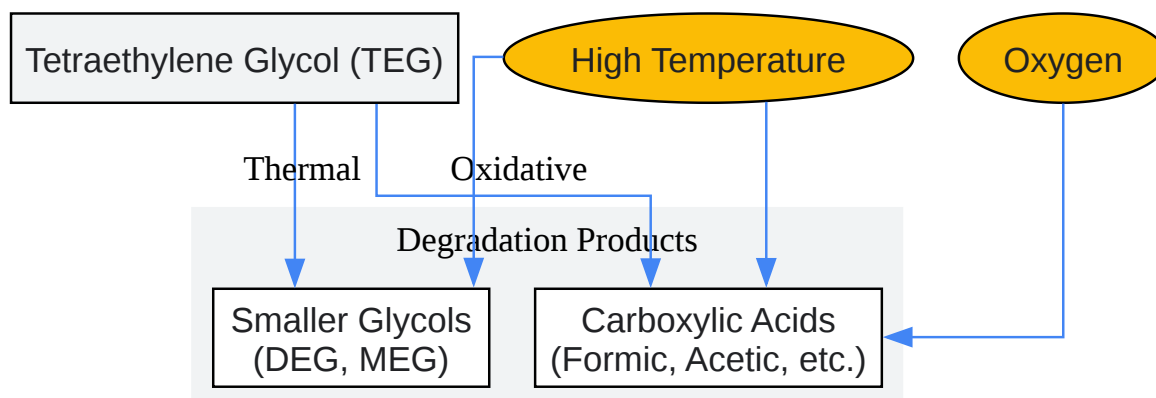 Tetraethylene Glycol (TEG)
High Temperature
Oxygen
Thermal
Oxidative
Degradation Products
Smaller Glycols
(DEG, MEG)
Carboxylic Acids
(Formic, Acetic, etc.)